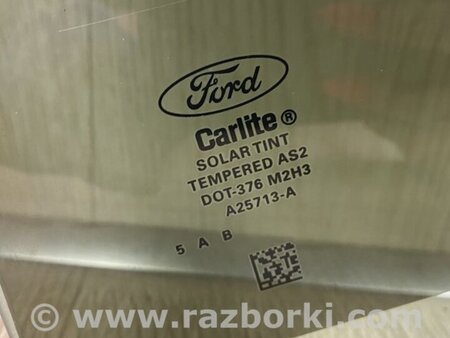 Ford
Carlite®
SOLAR TINT
TEMPERED AS2
DOT-376 M2H3
A25713-A
5 A B
© www.razborki.com